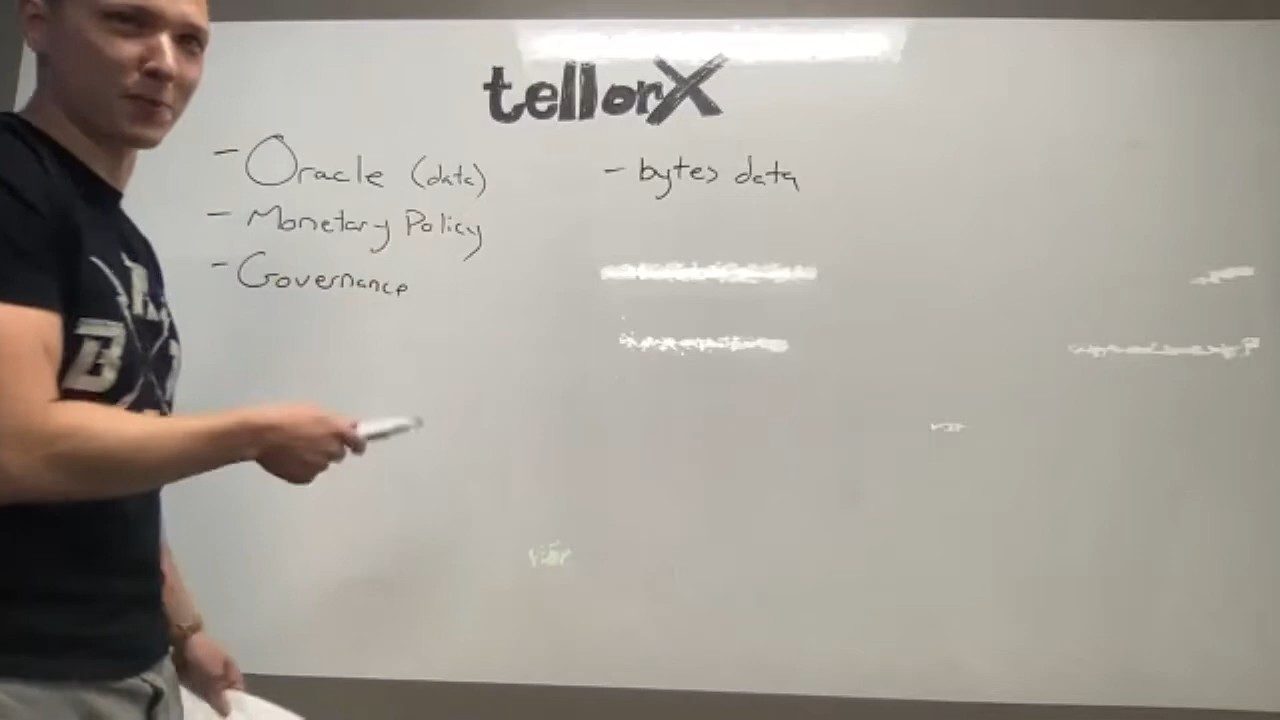 tellorX
- Oracle (data)
- Monetary Policy
- Governance
- bytes data